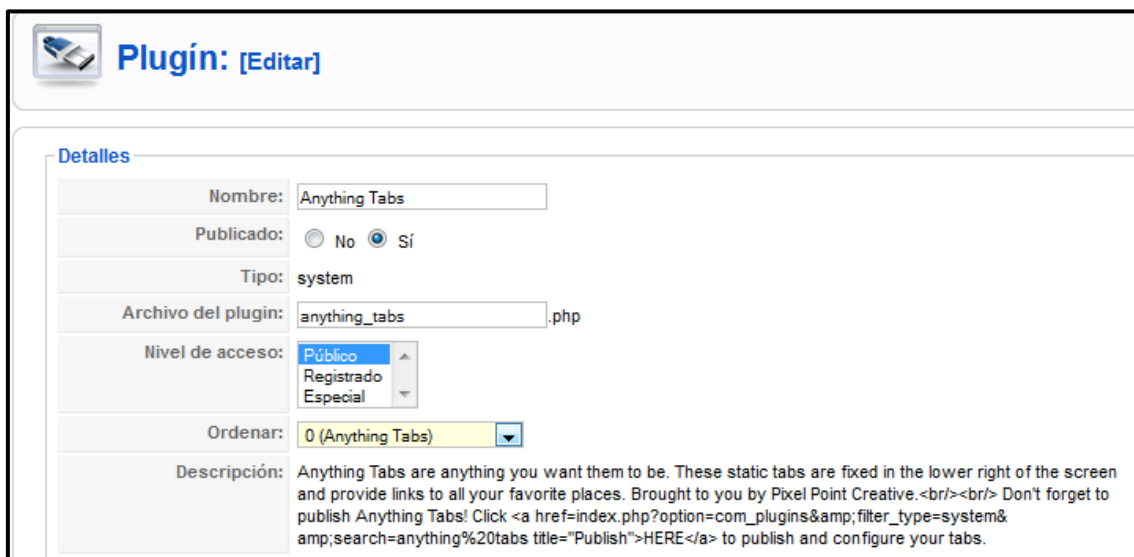 Plugín: [Editar]
Detalles
Nombre: Anything Tabs
Publicado: No Sí
Tipo: system
Archivo del plugin: anything_tabs .php
Nivel de acceso: Público
Registrado
Especial
Ordenar: 0 (Anything Tabs)
Descripción: Anything Tabs are anything you want them to be. These static tabs are fixed in the lower right of the screen
and provide links to all your favorite places. Brought to you by Pixel Point Creative.<br/><br/> Don't forget to
publish Anything Tabs! Click <a href=index.php?option=com_plugins&amp;filter_type=system&
amp;search=anything%20tabs title="Publish">HERE</a> to publish and configure your tabs.